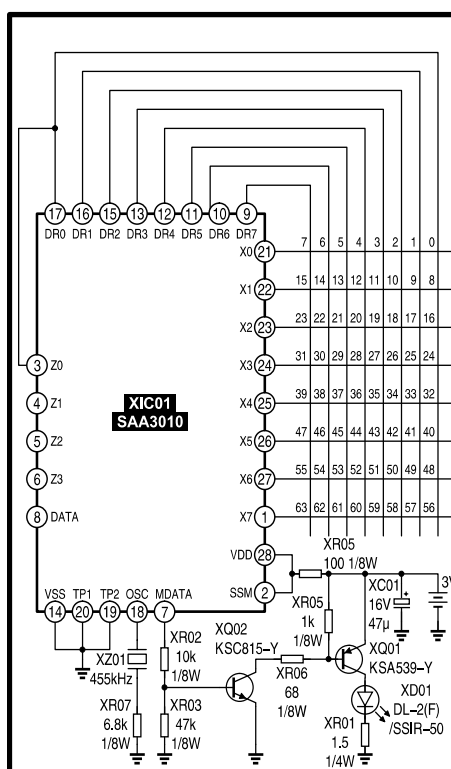 17 16 15 13 12 11 10 9
DR0 DR1 DR2 DR3 DR4 DR5 DR6 DR7
X0 21 7 6 5 4 3 2 1 0
X1 22 15 14 13 12 11 10 9 8
X2 23 23 22 21 20 19 18 17 16
3 Z0 X3 24 31 30 29 28 27 26 25 24
4 Z1 XIC01 X4 25 39 38 37 36 35 34 33 32
SAA3010
5 Z2 X5 26 47 46 45 44 43 42 41 40
6 Z3 X6 27 55 54 53 52 51 50 49 48
8 DATA X7 1 63 62 61 60 59 58 57 56
VDD 28 XR05
100 1/8W
SSM 2
VSS TP1 TP2 OSC MDATA
14 20 19 18 7
XR05
1k
1/8W
XC01
16V
47µ
+
3V
XR02
10k
1/8W
XQ02
KSC815-Y
XZ01
455kHz
XR06
68
1/8W
XQ01
KSA539-Y
XD01
DL-2(F)
/SSIR-50
XR07
6.8k
1/8W
XR03
47k
1/8W
XR01
1.5
1/4W